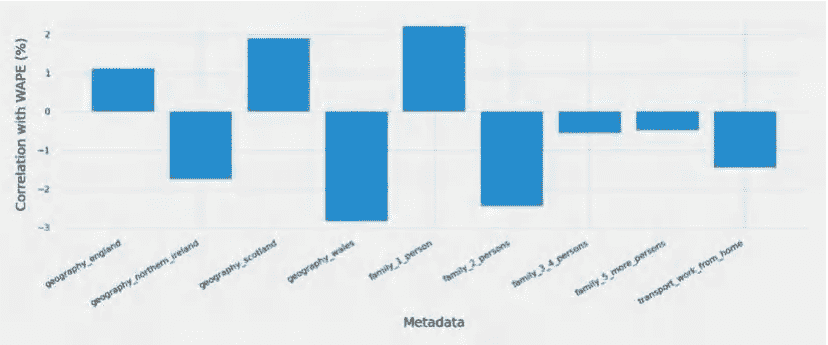 Correlation with WAPE (%)
2
1
0
−1
−2
−3
geography_england
geography_northern_ireland
geography_scotland
geography_wales
family_1_person
family_2_persons
family_3_4_persons
family_5_more_persons
transport_work_from_home
Metadata